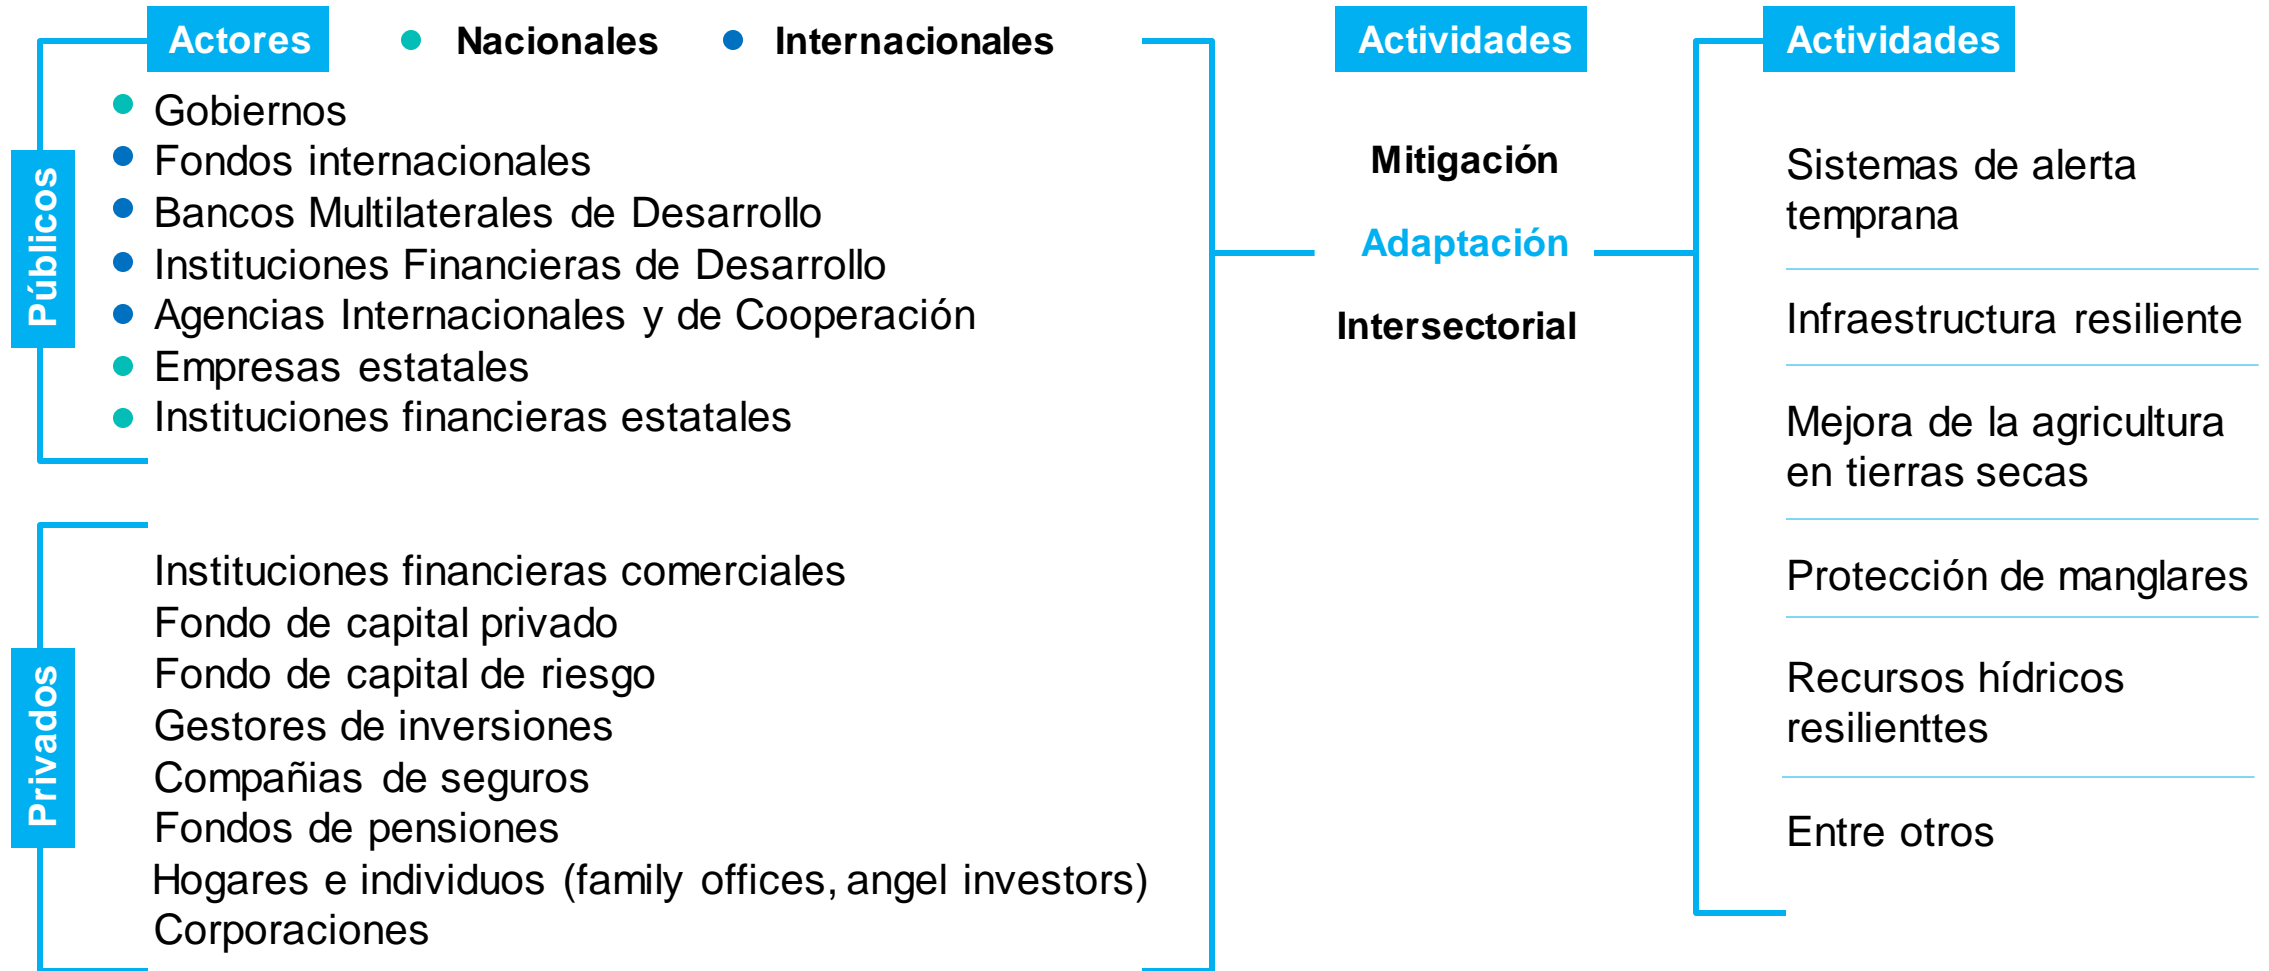 Actores
Nacionales
Internacionales
Públicos
Gobiernos
Fondos internacionales
Bancos Multilaterales de Desarrollo
Instituciones Financieras de Desarrollo
Agencias Internacionales y de Cooperación
Empresas estatales
Instituciones financieras estatales
Privados
Instituciones financieras comerciales
Fondo de capital privado
Fondo de capital de riesgo
Gestores de inversiones
Compañias de seguros
Fondos de pensiones
Hogares e individuos (family offices, angel investors)
Corporaciones
Actividades
Mitigación
Adaptación
Intersectorial
Actividades
Sistemas de alerta
temprana
Infraestructura resiliente
Mejora de la agricultura
en tierras secas
Protección de manglares
Recursos hídricos
resilienttes
Entre otros